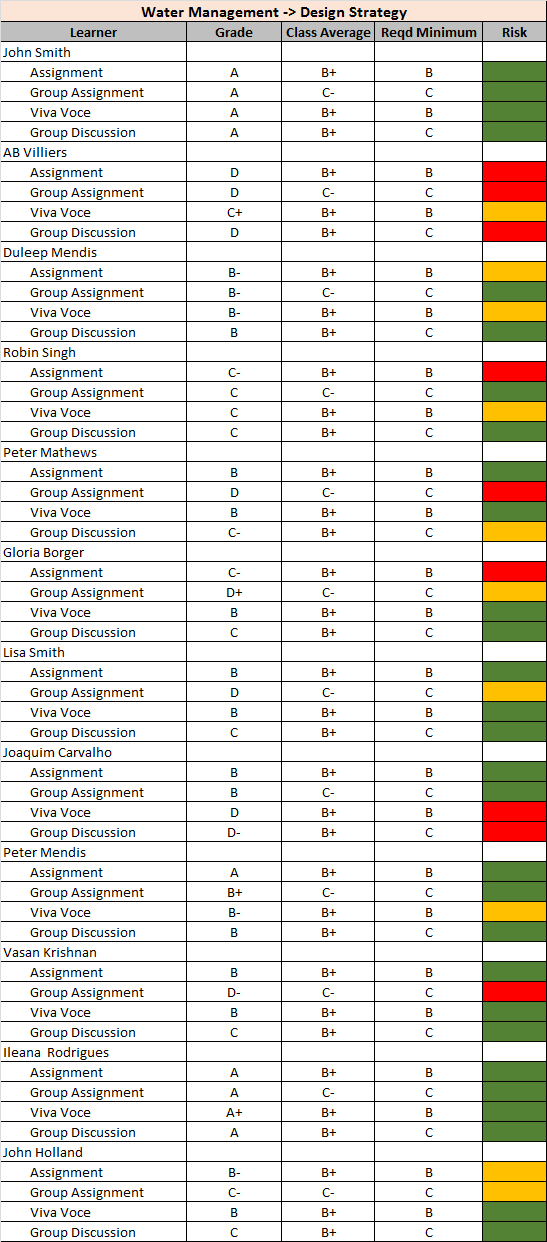 Water Management -> Design Strategy
Learner Grade Class Average Reqd Minimum Risk
John Smith
Assignment A B+ B
Group Assignment A C- C
Viva Voce A B+ B
Group Discussion A B+ C
AB Villiers
Assignment D B+ B
Group Assignment D C- C
Viva Voce C+ B+ B
Group Discussion D B+ C
Duleep Mendis
Assignment B- B+ B
Group Assignment B- C- C
Viva Voce B- B+ B
Group Discussion B B+ C
Robin Singh
Assignment C- B+ B
Group Assignment C C- C
Viva Voce C B+ B
Group Discussion C B+ C
Peter Mathews
Assignment B B+ B
Group Assignment D C- C
Viva Voce B B+ B
Group Discussion C- B+ C
Gloria Borger
Assignment C- B+ B
Group Assignment D+ C- C
Viva Voce B B+ B
Group Discussion C B+ C
Lisa Smith
Assignment B B+ B
Group Assignment D C- C
Viva Voce B B+ B
Group Discussion C B+ C
Joaquim Carvalho
Assignment B B+ B
Group Assignment B C- C
Viva Voce D B+ B
Group Discussion D- B+ C
Peter Mendis
Assignment A B+ B
Group Assignment B+ C- C
Viva Voce B- B+ B
Group Discussion B B+ C
Vasan Krishnan
Assignment B B+ B
Group Assignment D- C- C
Viva Voce B B+ B
Group Discussion C B+ C
Ileana Rodrigues
Assignment A B+ B
Group Assignment A C- C
Viva Voce A+ B+ B
Group Discussion A B+ C
John Holland
Assignment B- B+ B
Group Assignment C- C- C
Viva Voce B B+ B
Group Discussion C B+ C